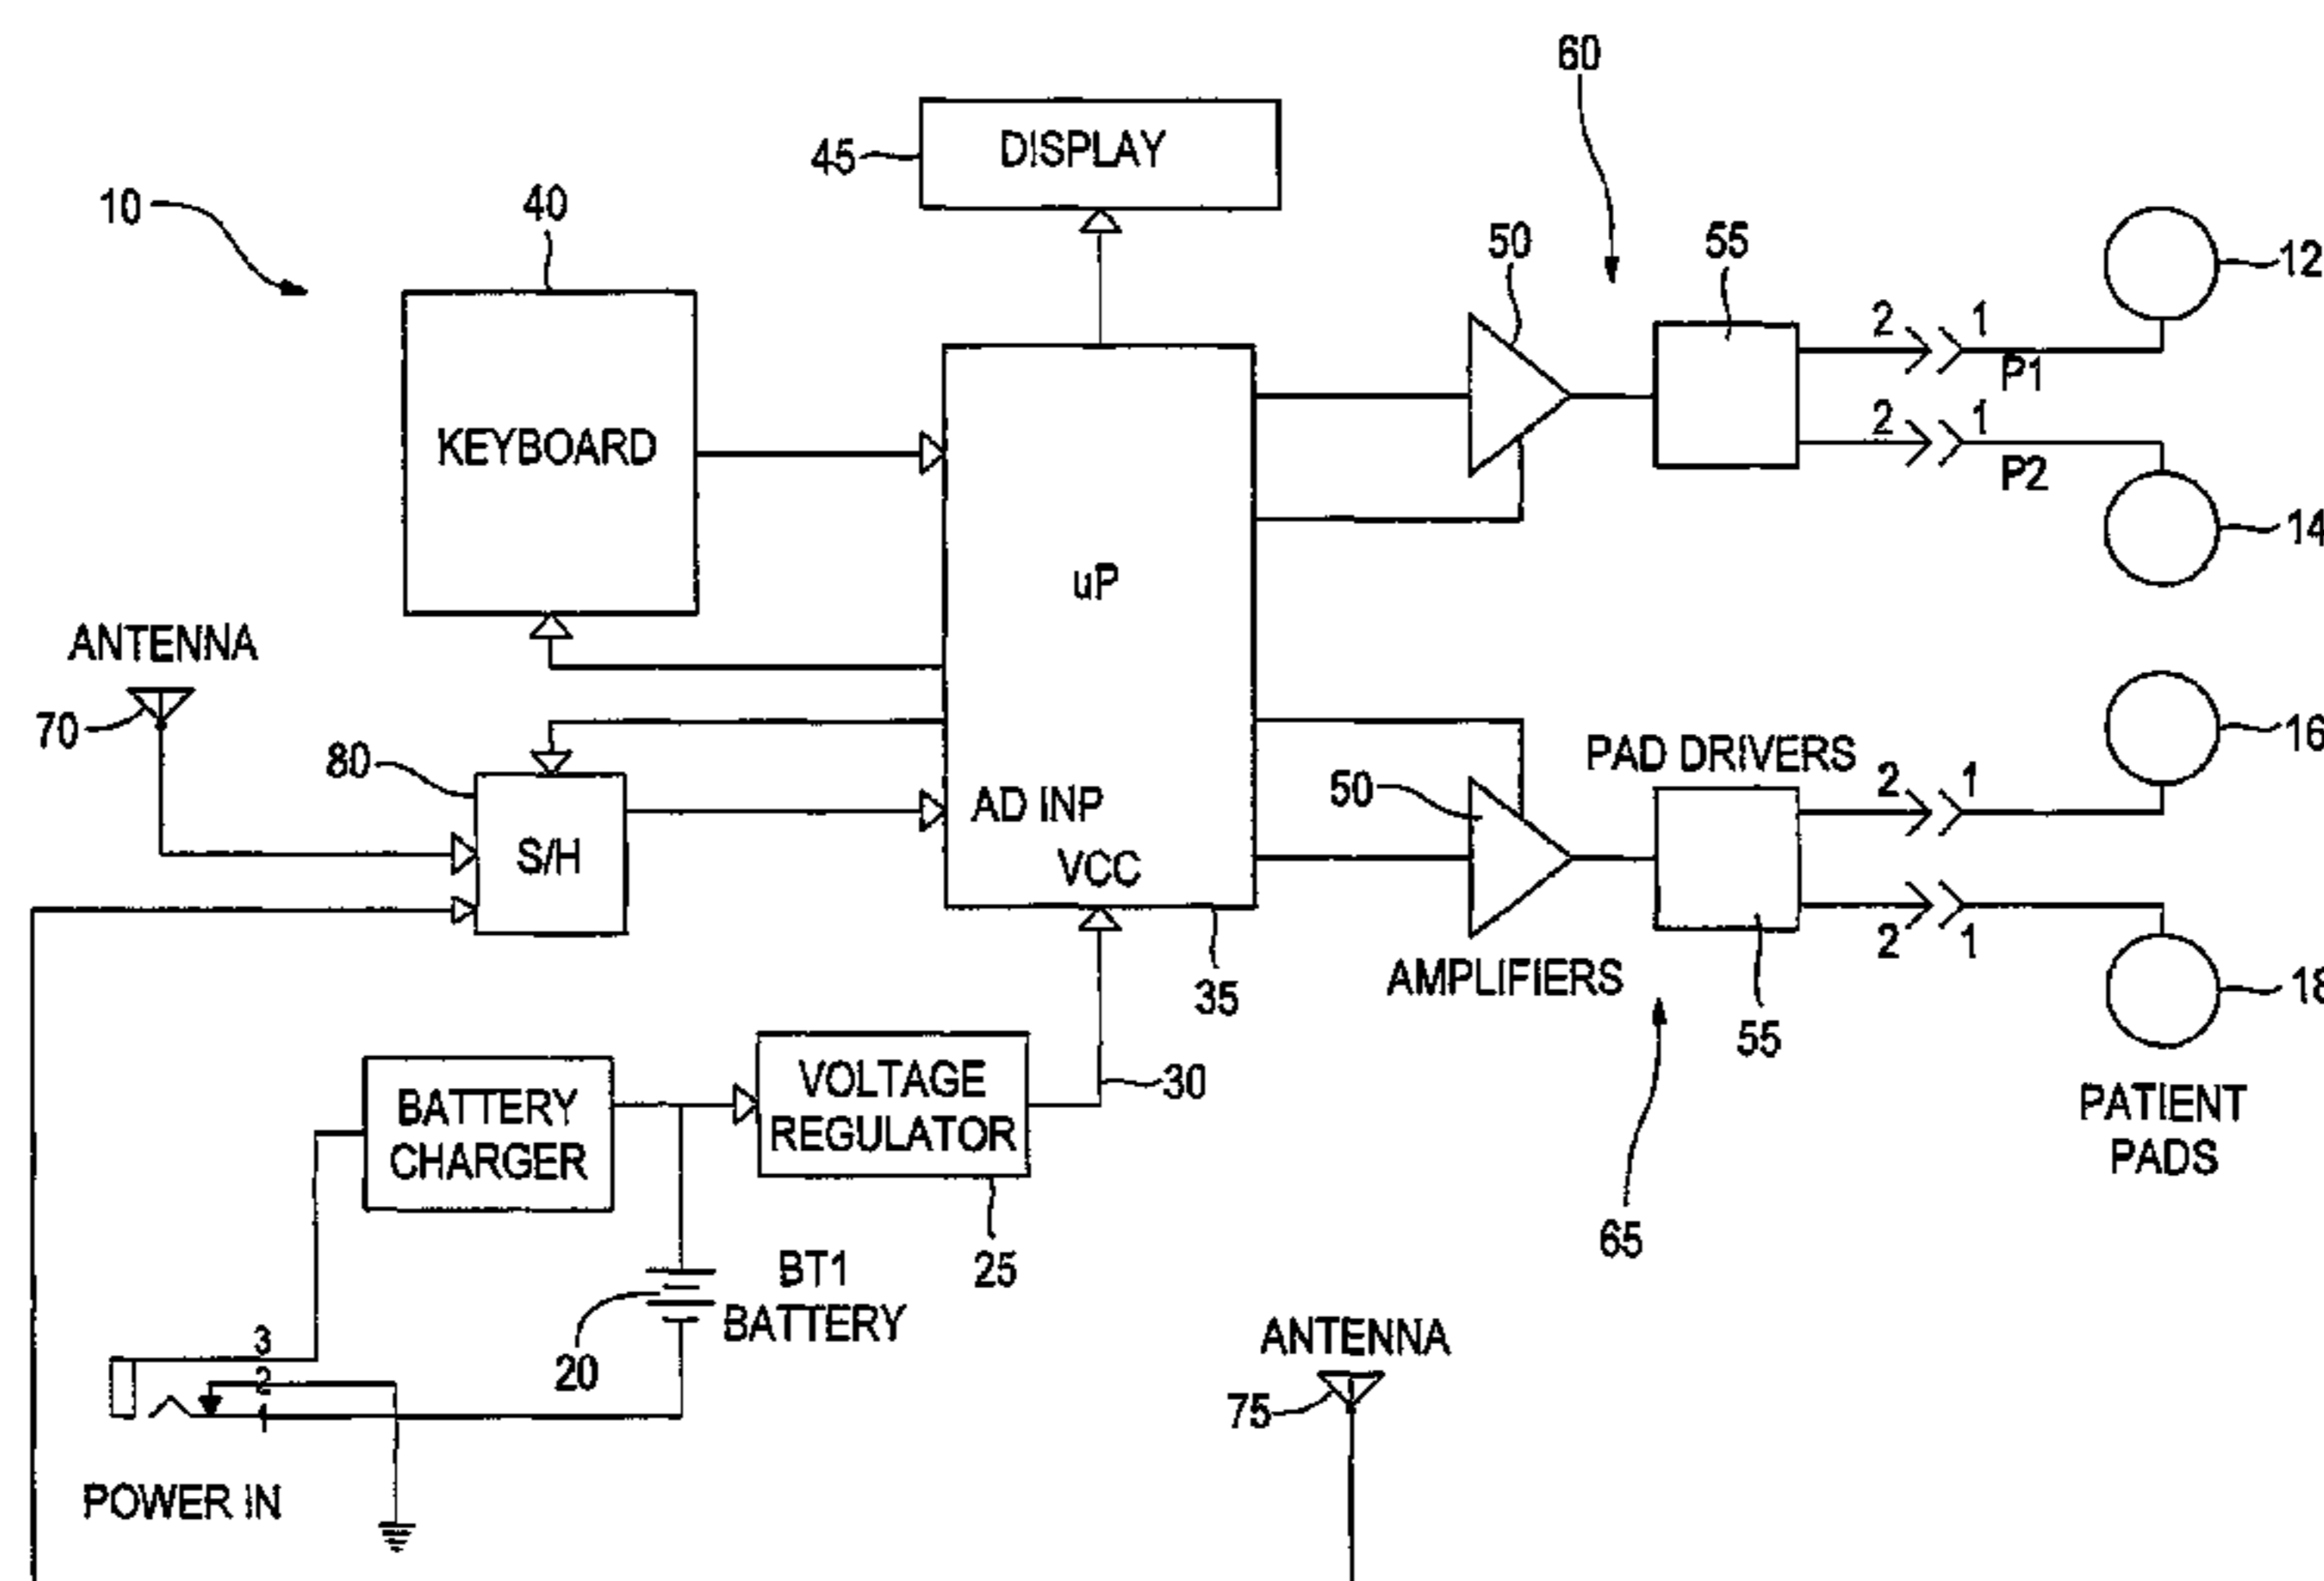 60
DISPLAY
45
10
40
50
55
12
2 1
P1
KEYBOARD
2 1
P2
14
uP
ANTENNA
70
80
16
PAD DRIVERS
50
2 1
AD INP
S/H
VCC
2 1
35
AMPLIFIERS
55
18
VOLTAGE
REGULATOR
30
BATTERY
CHARGER
PATIENT
PADS
65
25
BT1
BATTERY
20
3
2
1
ANTENNA
75
POWER IN